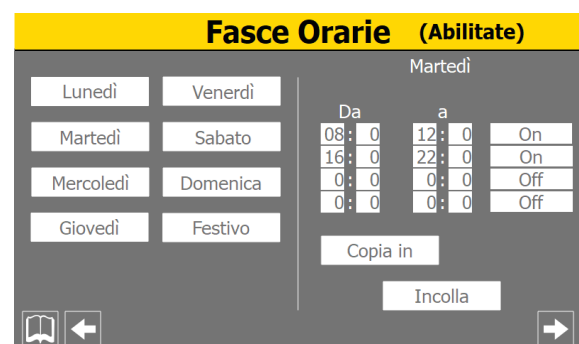 Fasce Orarie (Abilitate)
Martedì
Lunedì Venerdì
Martedì Sabato
Mercoledì Domenica
Giovedì Festivo
Da a
08: 0 12: 0 On
16: 0 22: 0 On
0: 0 0: 0 Off
0: 0 0: 0 Off
Copia in
Incolla